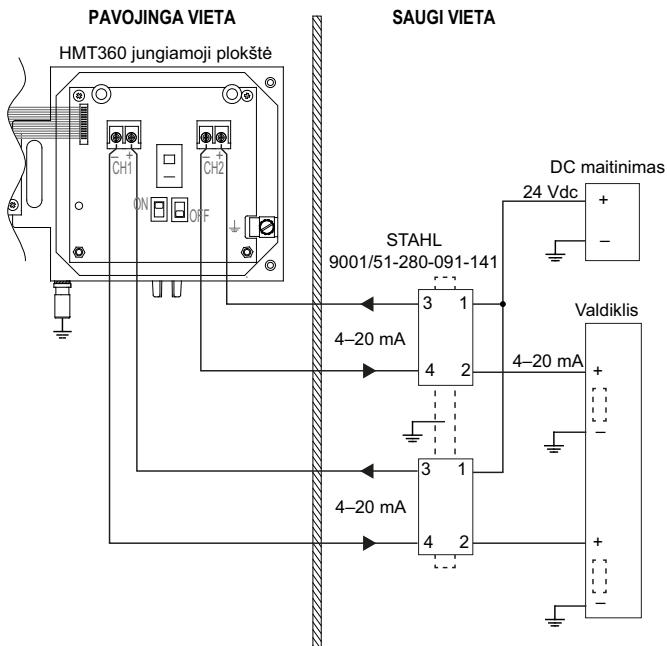 PAVOJINGA VIETA
SAUGI VIETA
HMT360 jungiamoji plokštė
– +
CH1
– +
CH2
ON
OFF
DC maitinimas
24 Vdc
+
–
STAHL
9001/51-280-091-141
3 1
4–20 mA
4 2
Valdiklis
4–20 mA
+
–
3 1
4–20 mA
4 2
+
–